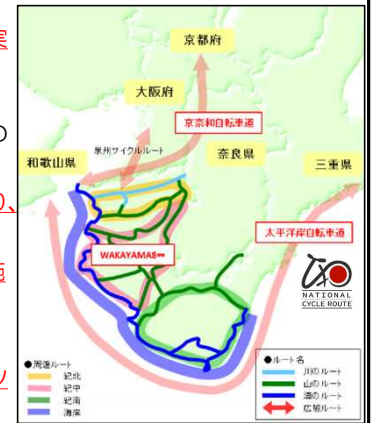 実
京都府
大阪府
の
京奈和自転車道
泉州サイクルルート
奈良県
和歌山県
三重県
り、
太平洋岸自転車道
WAKAYAMA800
NATIONAL
CYCLE ROUTE
●周遊ルート
紀北
紀中
紀南
海岸
●ルート名
川のルート
山のルート
海のルート
広域ルート